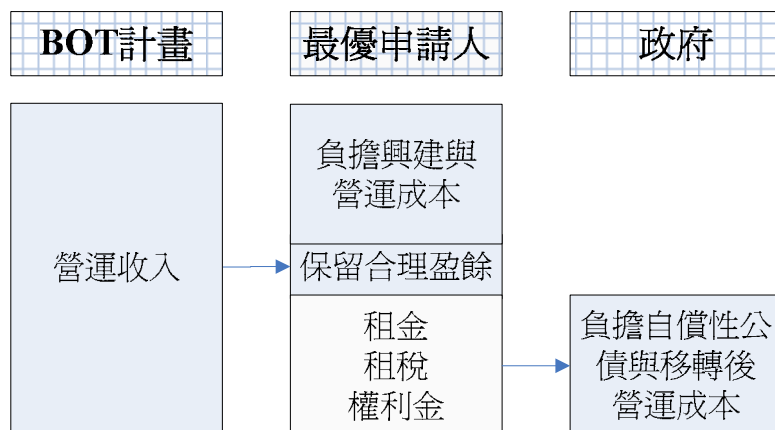 BOT計畫
最優申請人
政府
營運收入
負擔興建與
營運成本
保留合理盈餘
租金
租稅
權利金
負擔自償性公
債與移轉後
營運成本